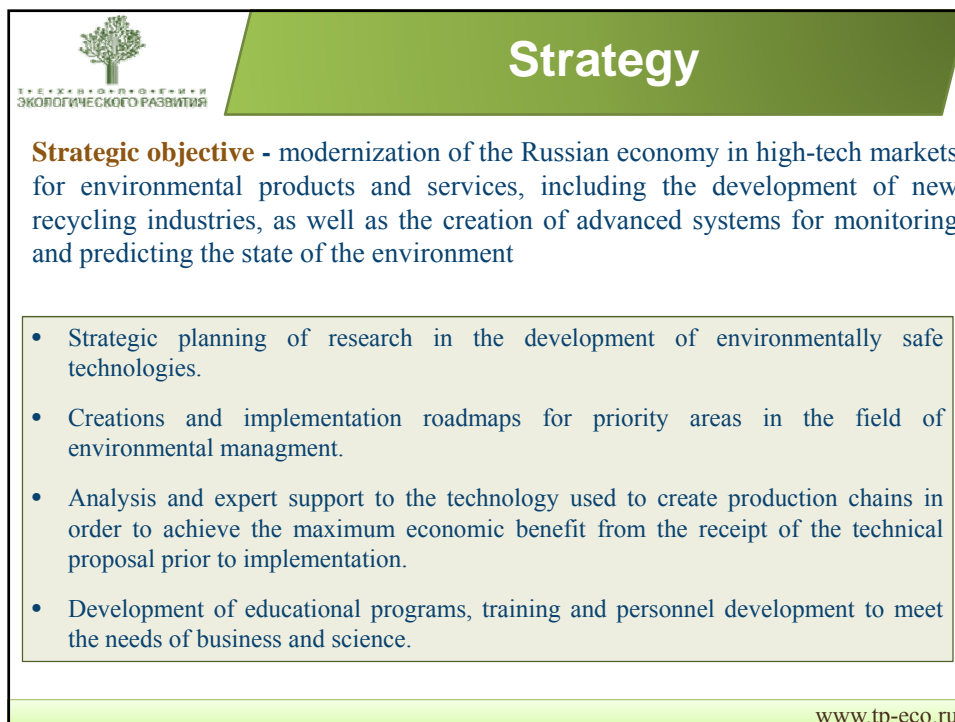 Т•Е•Х•Н•О•Л•О•Г•И•И
ЭКОЛОГИЧЕСКОГО РАЗВИТИЯ
Strategy
Strategic objective - modernization of the Russian economy in high-tech markets
for environmental products and services, including the development of new
recycling industries, as well as the creation of advanced systems for monitoring
and predicting the state of the environment
• Strategic planning of research in the development of environmentally safe
technologies.
• Creations and implementation roadmaps for priority areas in the field of
environmental managment.
• Analysis and expert support to the technology used to create production chains in
order to achieve the maximum economic benefit from the receipt of the technical
proposal prior to implementation.
• Development of educational programs, training and personnel development to meet
the needs of business and science.
www.tp-eco.ru